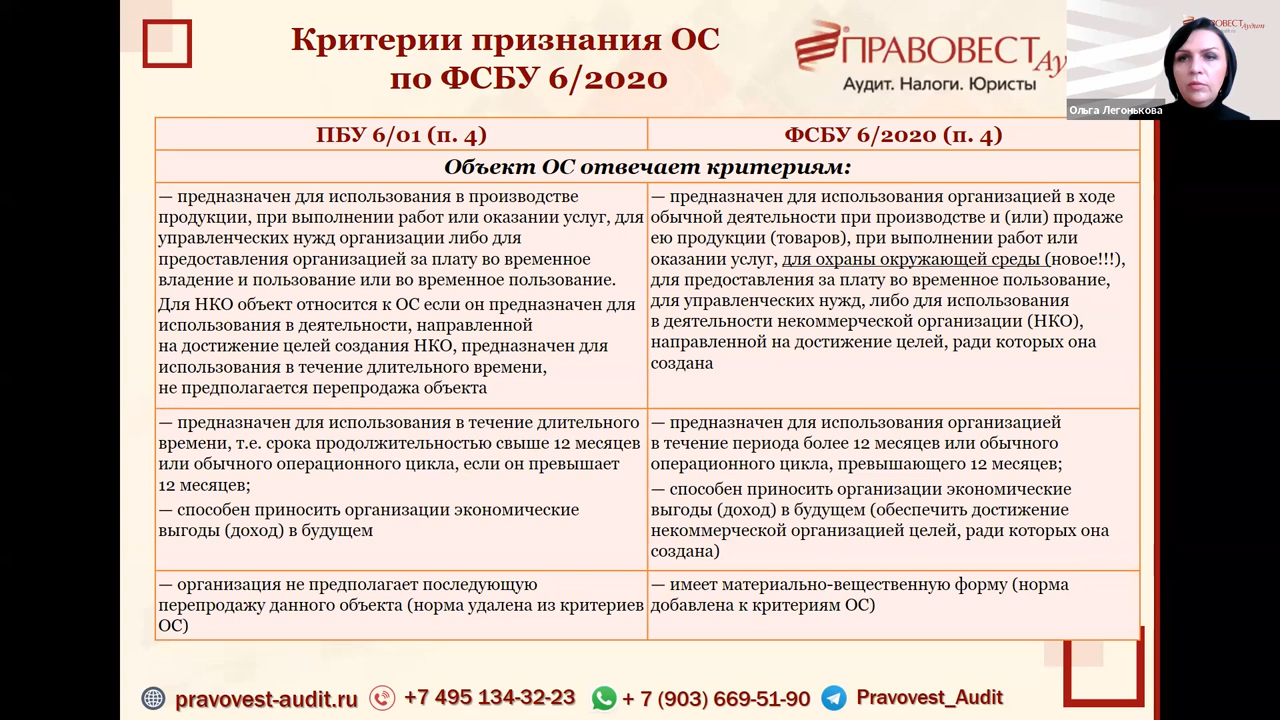 Критерии признания ОС
по ФСБУ 6/2020
ПРАВОВЕСТ
Аудит. Налоги. Юристы
Ольга Легонькова
ПБУ 6/01 (п. 4)
ФСБУ 6/2020 (п. 4)
Объект ОС отвечает критериям:
— предназначен для использования в производстве
продукции, при выполнении работ или оказании услуг, для
управленческих нужд организации либо для
предоставления организацией за плату во временное
владение и пользование или во временное пользование.
Для НКО объект относится к ОС если он предназначен для
использования в деятельности, направленной
на достижение целей создания НКО, предназначен для
использования в течение длительного времени,
не предполагается перепродажа объекта
— предназначен для использования организацией в ходе
обычной деятельности при производстве и (или) продаже
ею продукции (товаров), при выполнении работ или
оказании услуг, для охраны окружающей среды (новое!!!),
для предоставления за плату во временное пользование,
для управленческих нужд, либо для использования
в деятельности некоммерческой организации (НКО),
направленной на достижение целей, ради которых она
создана
— предназначен для использования в течение длительного
времени, т.е. срока продолжительностью свыше 12 месяцев
или обычного операционного цикла, если он превышает
12 месяцев;
— способен приносить организации экономические
выгоды (доход) в будущем
— предназначен для использования организацией
в течение периода более 12 месяцев или обычного
операционного цикла, превышающего 12 месяцев;
— способен приносить организации экономические
выгоды (доход) в будущем (обеспечить достижение
некоммерческой организацией целей, ради которых она
создана)
— организация не предполагает последующую
перепродажу данного объекта (норма удалена из критериев
ОС)
— имеет материально-вещественную форму (норма
добавлена к критериям ОС)
pravovest-audit.ru
+7 495 134-32-23
+ 7 (903) 669-51-90
Pravovest_Audit